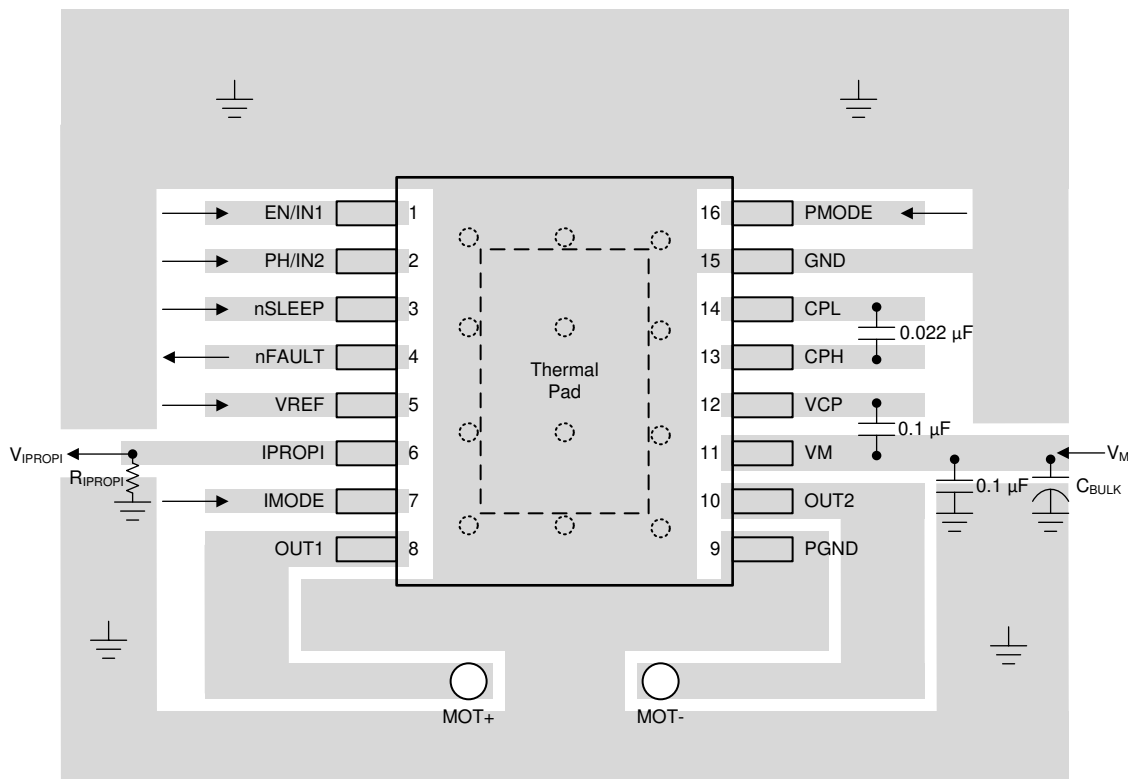 EN/IN1 1
PH/IN2 2
nSLEEP 3
nFAULT 4
VREF 5
IPROPI 6
IMODE 7
OUT1 8
V_IPROPI
R_IPROPI
Thermal
Pad
16 PMODE
15 GND
14 CPL
13 CPH
12 VCP
11 VM
10 OUT2
9 PGND
0.022 µF
0.1 µF
V_M
0.1 µF
C_BULK
MOT+
MOT-